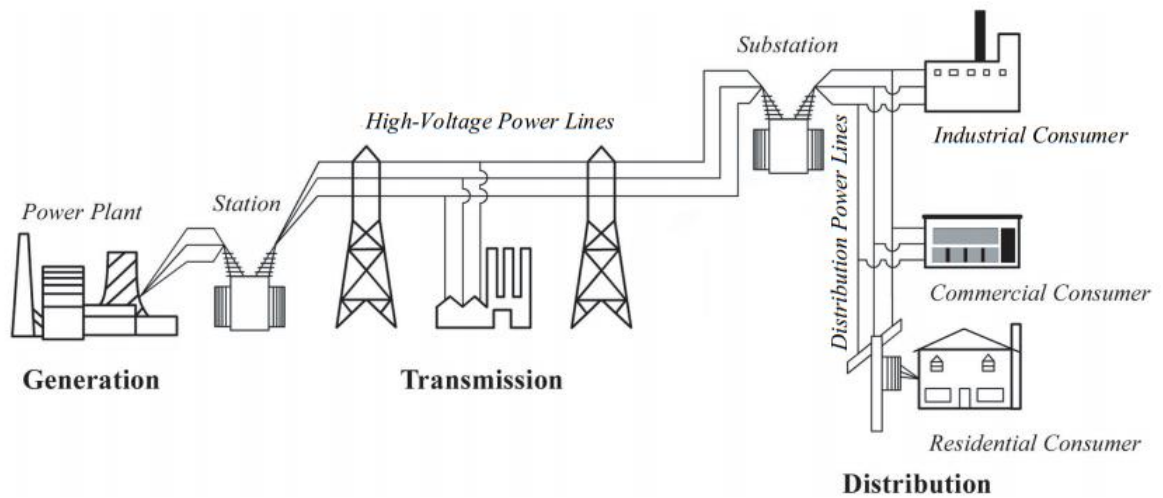 Substation
High-Voltage Power Lines
Industrial Consumer
Station
Power Plant
Distribution Power Lines
Commercial Consumer
Generation
Transmission
Residential Consumer
Distribution